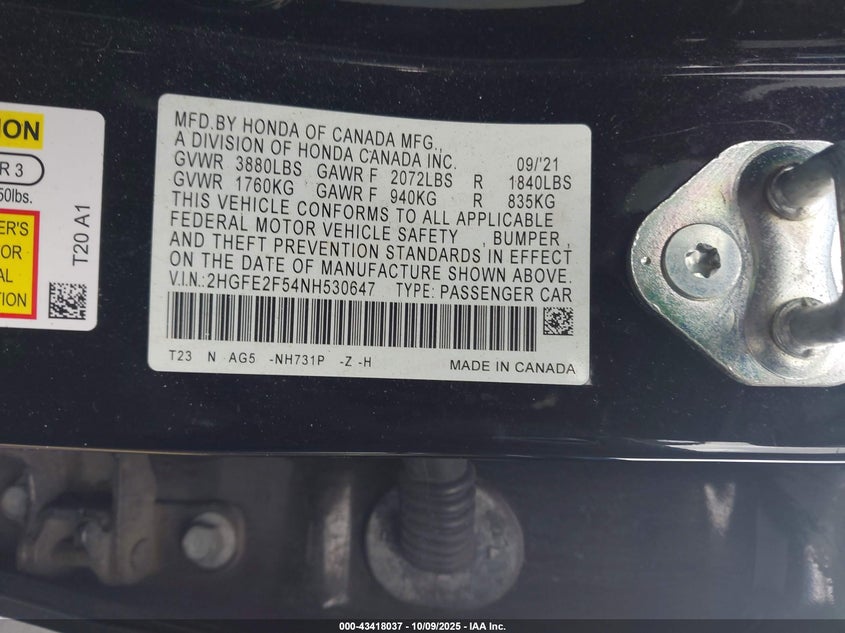 ION
R 3
50lbs.
ER'S
OR
AL
TION
T20 A1
MFD.BY HONDA OF CANADA MFG.,
A DIVISION OF HONDA CANADA INC. 09/'21
GVWR 3880LBS GAWR F 2072LBS R 1840LBS
GVWR 1760KG GAWR F 940KG R 835KG
THIS VEHICLE CONFORMS TO ALL APPLICABLE
FEDERAL MOTOR VEHICLE SAFETY , BUMPER ,
AND THEFT PREVENTION STANDARDS IN EFFECT
ON THE DATE OF MANUFACTURE SHOWN ABOVE.
V.I.N.:2HGFE2F54NH530647 TYPE: PASSENGER CAR
T23 N AG5 -NH731P -Z -H MADE IN CANADA
000-43418037 - 10/09/2025 - IAA Inc.